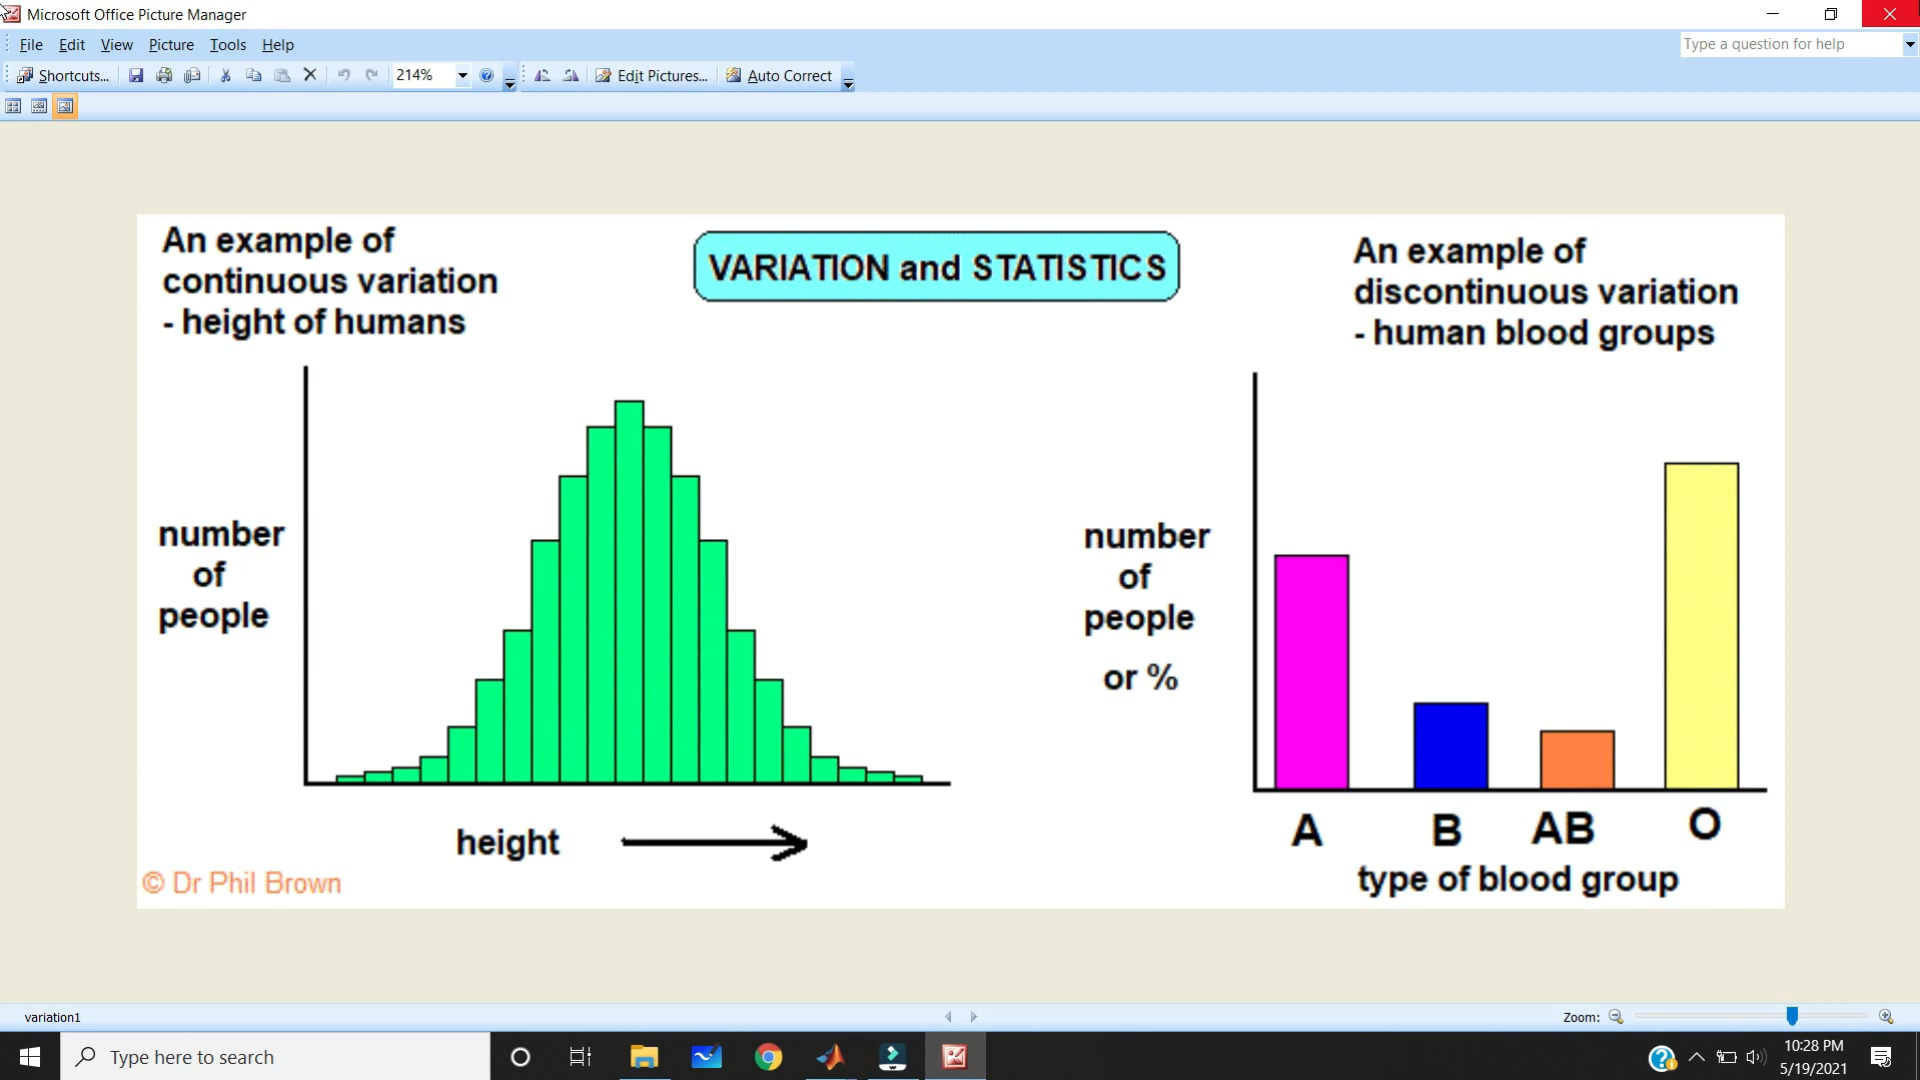 Microsoft Office Picture Manager
File Edit View Picture Tools Help
Type a question for help
Shortcuts... 214% Edit Pictures... Auto Correct
An example of
continuous variation
- height of humans
VARIATION and STATISTICS
An example of
discontinuous variation
- human blood groups
number
of
people
height
© Dr Phil Brown
number
of
people
or %
A B AB O
type of blood group
variation1
Zoom:
Type here to search
10:28 PM
5/19/2021